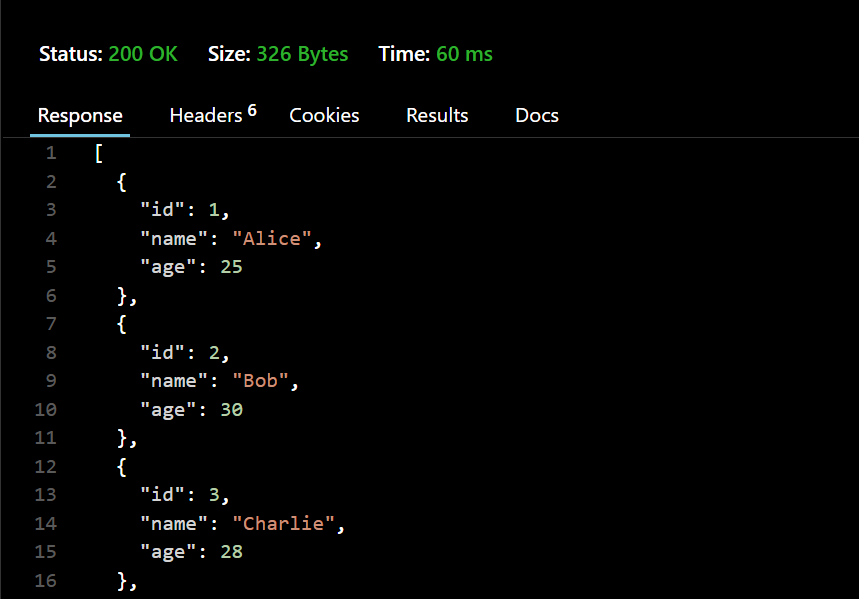 Status: 200 OK Size: 326 Bytes Time: 60 ms
Response Headers 6 Cookies Results Docs
1 [
2 {
3 "id": 1,
4 "name": "Alice",
5 "age": 25
6 },
7 {
8 "id": 2,
9 "name": "Bob",
10 "age": 30
11 },
12 {
13 "id": 3,
14 "name": "Charlie",
15 "age": 28
16 },